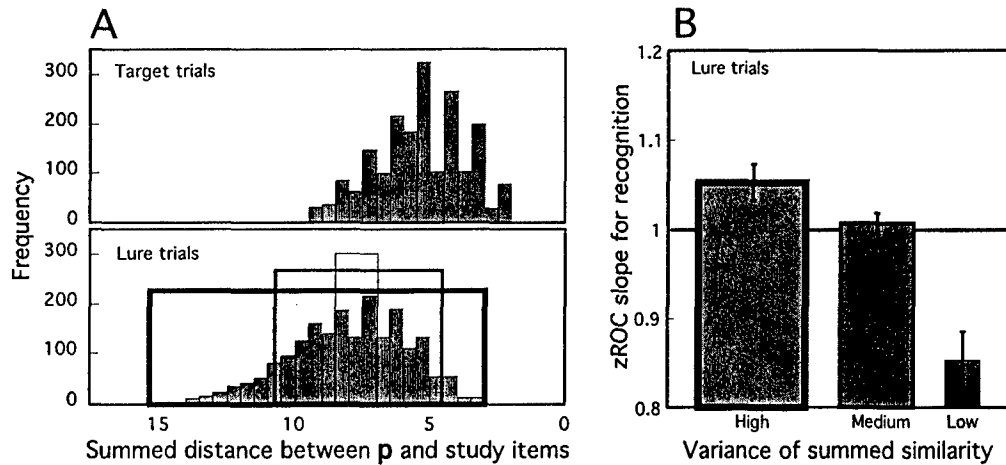 A
Target trials
300
200
100
0
Frequency
Lure trials
300
200
100
0
15
10
5
0
Summed distance between p and study items
B
1.2
1.1
1
0.9
0.8
zROC slope for recognition
Lure trials
High
Medium
Low
Variance of summed similarity